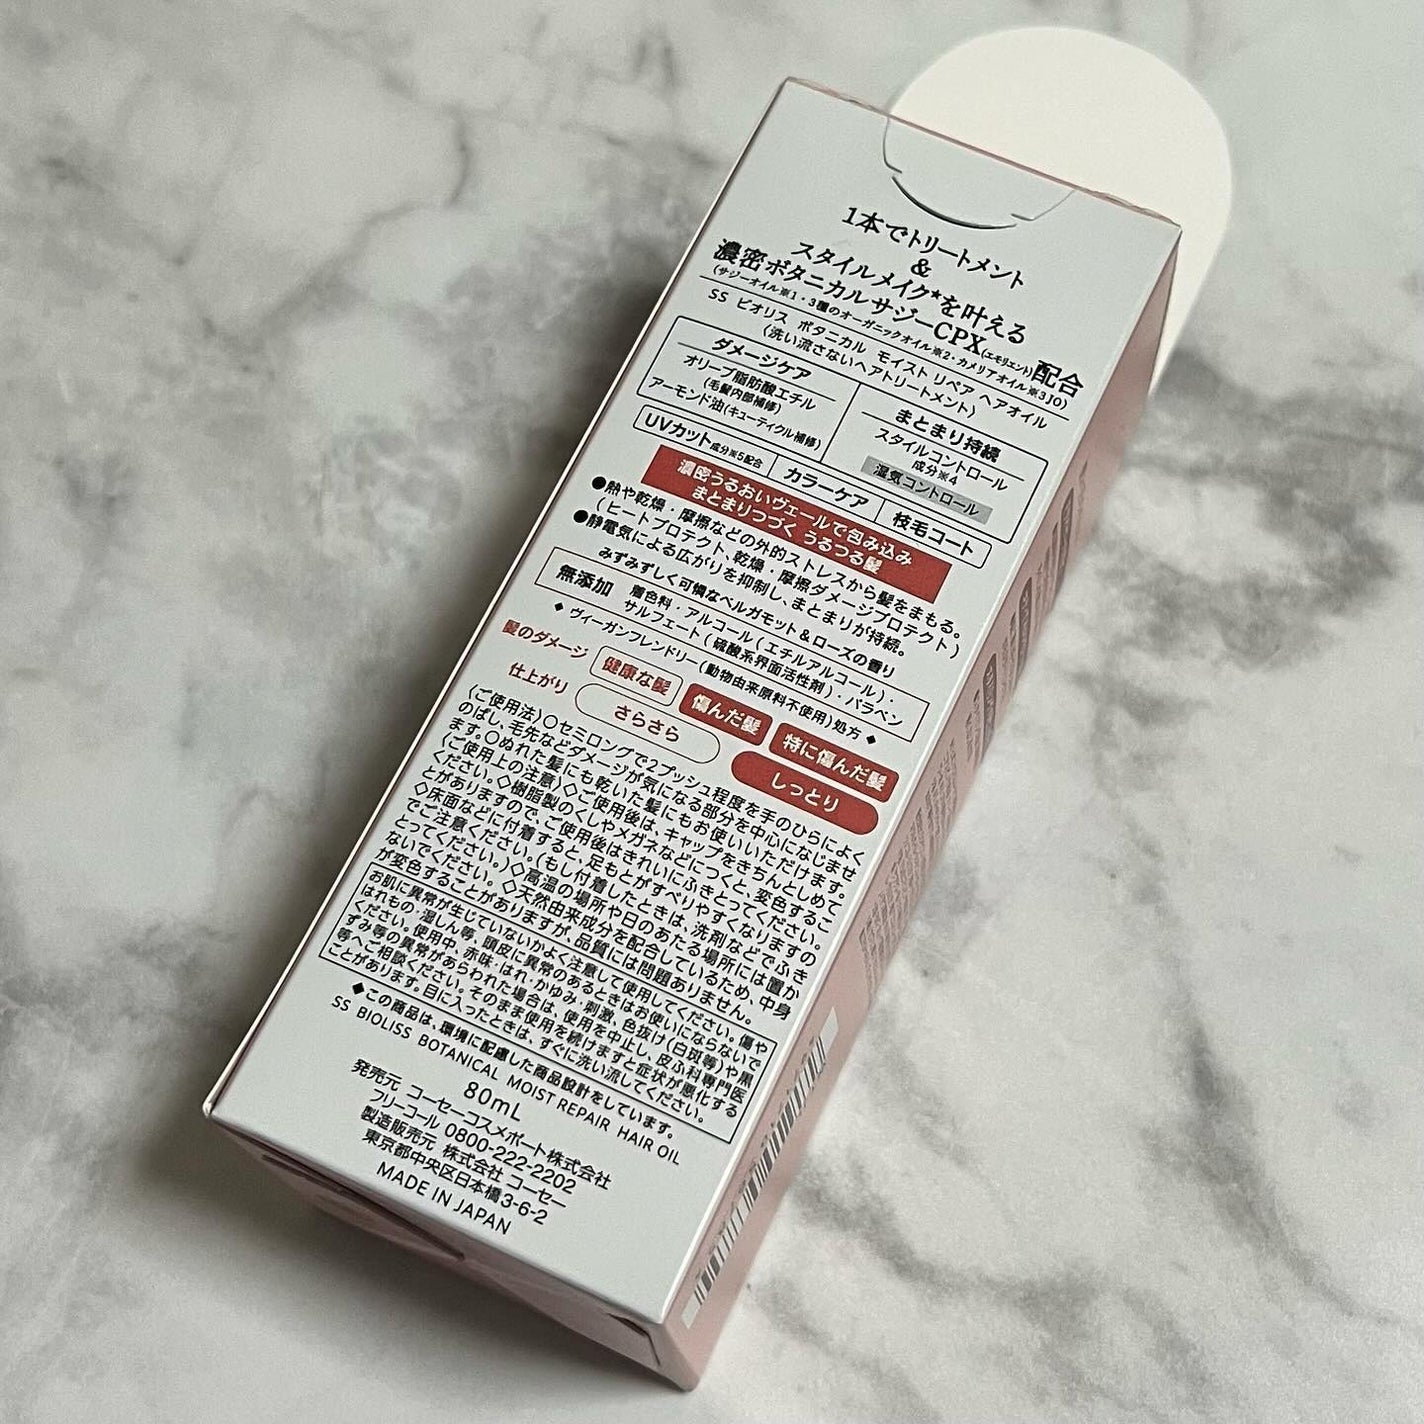 1本でトリートメント
&
スタイルメイク*を叶える
濃密ボタニカルサジーCPX(エモリエント)配合
(サジーオイル※1・3種のオーガニックオイル※2・カメリアオイル※3JO)
SS ビオリス ボタニカル モイスト リペア ヘアオイル
(洗い流さないヘアトリートメント)
ダメージケア
オリーブ脂肪酸エチル
(毛髪内部補修)
アーモンド油(キューティクル補修)
まとまり持続
スタイルコントロール
成分※4
湿気コントロール
UVカット成分※5配合
カラーケア
枝毛コート
濃密うるおいヴェールで包み込み
まとまりつづく うるつる髪
●熱や乾燥・摩擦などの外的ストレスから髪をまもる。
(ヒートプロテクト、乾燥・摩擦ダメージプロテクト)
●静電気による広がりを抑制し、まとまりが持続。
みずみずしく可憐なベルガモット&ローズの香り
無添加
着色料・アルコール(エチルアルコール)・
サルフェート(硫酸系界面活性剤)・パラベン
◆ ヴィーガンフレンドリー(動物由来原料不使用)処方 ◆
髪のダメージ 健康な髪 傷んだ髪 特に傷んだ髪
仕上がり さらさら しっとり
〈ご使用法〉○セミロングで2プッシュ程度を手のひらによく
のばし、毛先などダメージが気になる部分を中心になじませ
ます。○ぬれた髪にも乾いた髪にもお使いいただけます。
〈ご使用上の注意〉◇ご使用後は、キャップをきちんとしめて
ください。◇樹脂製のくしやメガネなどにつくと、変色するこ
とがありますので、ご使用後はきれいにふきとってください。
◇床面などに付着すると、足もとがすべりやすくなりますの
でご注意ください。(もし付着したときは、洗剤などでふき
とってください。)◇高温の場所や日のあたる場所には置か
ないでください。◇天然由来成分を配合しているため、中身
が変色することがありますが、品質には問題ありません。
お肌に異常が生じていないかよく注意して使用してください。傷や
はれもの・湿しん等、頭皮に異常のあるときはお使いにならないで
ください。使用中、赤味・はれ・かゆみ・刺激、色抜け(白斑等)や黒
ずみ等の異常があらわれた場合は、使用を中止し、皮ふ科専門医
等へご相談ください。そのまま使用を続けますと症状が悪化する
ことがあります。目に入ったときは、すぐに洗い流してください。
◆この商品は、環境に配慮した商品設計をしています。
SS BIOLISS BOTANICAL MOIST REPAIR HAIR OIL
80mL
発売元 コーセーコスメポート株式会社
フリーコール 0800-222-2202
製造販売元 株式会社 コーセー
東京都中央区日本橋3-6-2
MADE IN JAPAN